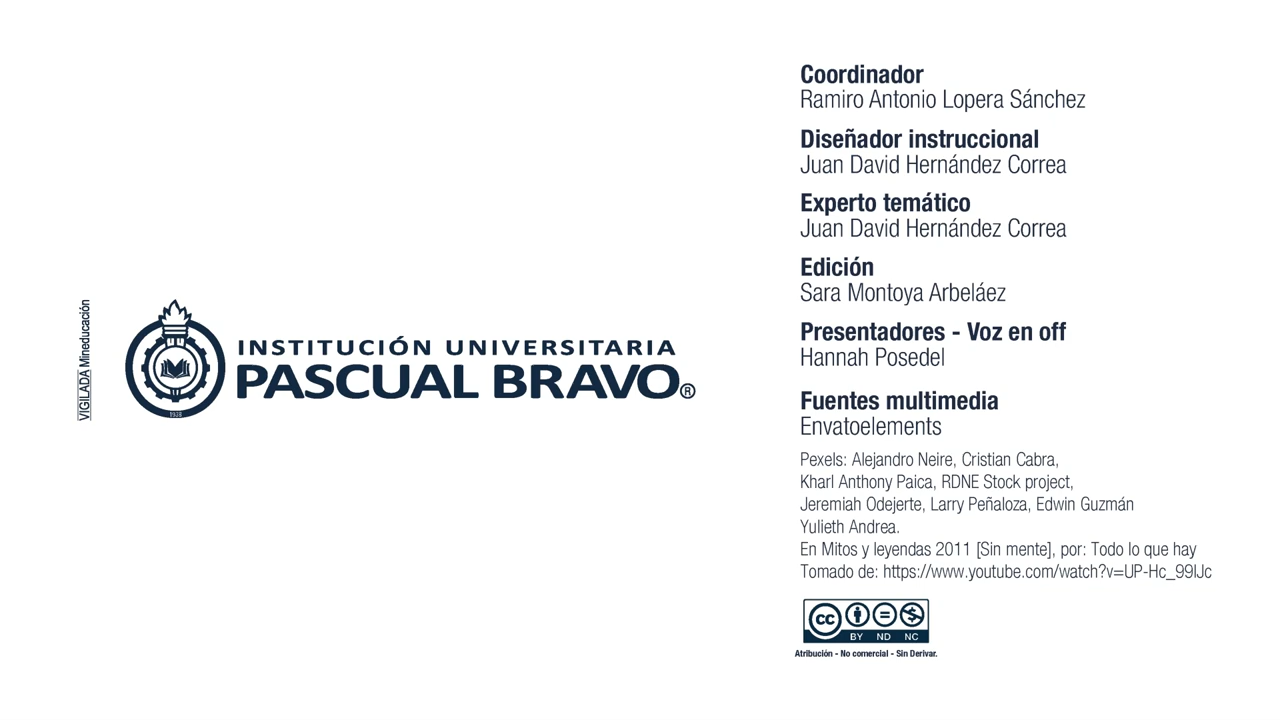 VIGILADA Mineducación
1938
INSTITUCIÓN UNIVERSITARIA
PASCUAL BRAVO®
Coordinador
Ramiro Antonio Lopera Sánchez
Diseñador instruccional
Juan David Hernández Correa
Experto temático
Juan David Hernández Correa
Edición
Sara Montoya Arbeláez
Presentadores - Voz en off
Hannah Posedel
Fuentes multimedia
Envatoelements
Pexels: Alejandro Neire, Cristian Cabra,
Kharl Anthony Paica, RDNE Stock project,
Jeremiah Odejerte, Larry Peñaloza, Edwin Guzmán
Yulieth Andrea.
En Mitos y leyendas 2011 [Sin mente], por: Todo lo que hay
Tomado de: https://www.youtube.com/watch?v=UP-Hc_99lJc
cc
BY ND NC
Atribución - No comercial - Sin Derivar.